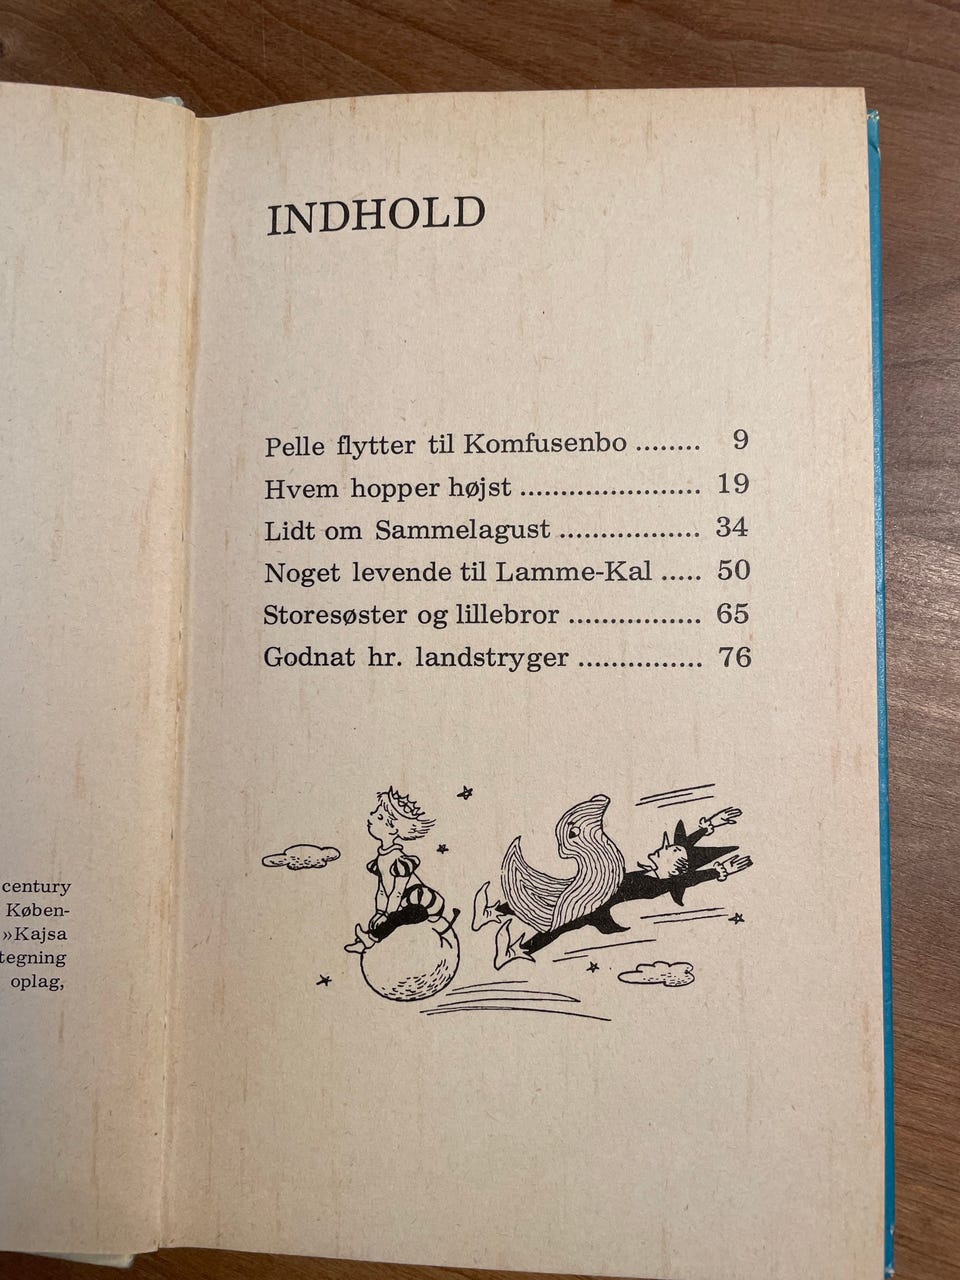 century
Køben-
»Kajsa
tegning
oplag,
INDHOLD
Pelle flytter til Komfusenbo ........ 9
Hvem hopper højst ...................... 19
Lidt om Sammelagust ................. 34
Noget levende til Lamme-Kal ..... 50
Storesøster og lillebror ................ 65
Godnat hr. landstryger ............... 76